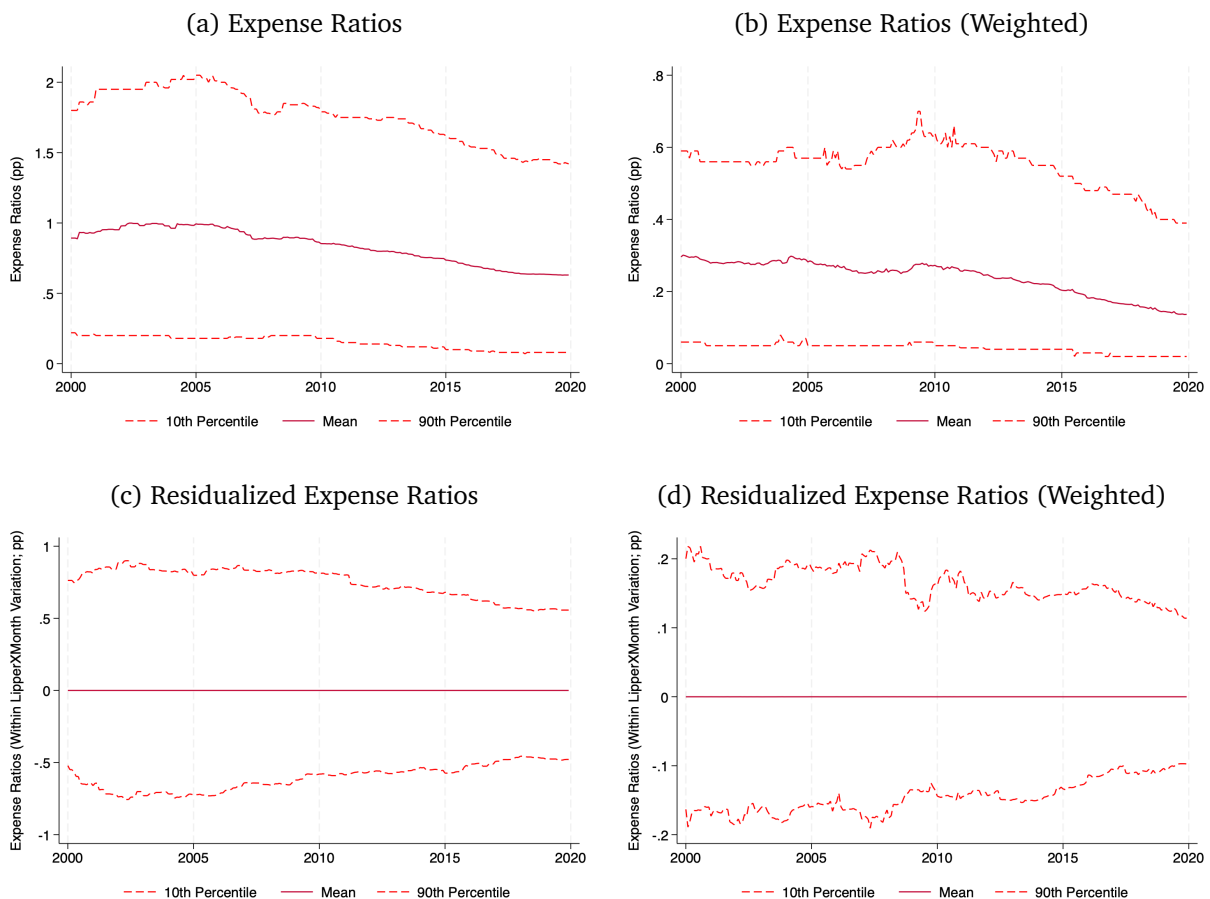 (a) Expense Ratios
Expense Ratios (pp)
2
1.5
1
.5
0
2000 2005 2010 2015 2020
10th Percentile Mean 90th Percentile
(b) Expense Ratios (Weighted)
Expense Ratios (pp)
.8
.6
.4
.2
0
2000 2005 2010 2015 2020
10th Percentile Mean 90th Percentile
(c) Residualized Expense Ratios
Expense Ratios (Within LipperXMonth Variation; pp)
1
.5
0
-.5
-1
2000 2005 2010 2015 2020
10th Percentile Mean 90th Percentile
(d) Residualized Expense Ratios (Weighted)
Expense Ratios (Within LipperXMonth Variation; pp)
.2
.1
0
-.1
-.2
2000 2005 2010 2015 2020
10th Percentile Mean 90th Percentile